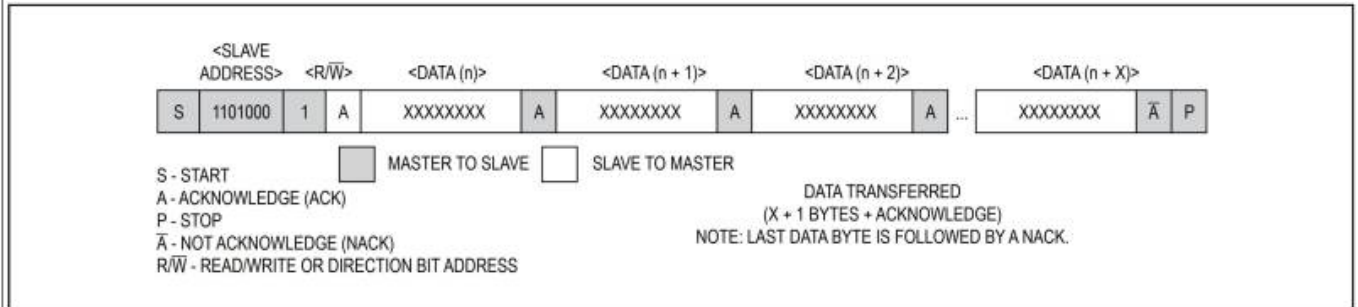 <SLAVE
ADDRESS> <R/W̅> <DATA (n)> <DATA (n + 1)> <DATA (n + 2)> <DATA (n + X)>
S 1101000 1 A XXXXXXXX A XXXXXXXX A XXXXXXXX A ... XXXXXXXX A̅ P
MASTER TO SLAVE SLAVE TO MASTER
S - START
A - ACKNOWLEDGE (ACK)
P - STOP
A̅ - NOT ACKNOWLEDGE (NACK)
R/W̅ - READ/WRITE OR DIRECTION BIT ADDRESS
DATA TRANSFERRED
(X + 1 BYTES + ACKNOWLEDGE)
NOTE: LAST DATA BYTE IS FOLLOWED BY A NACK.